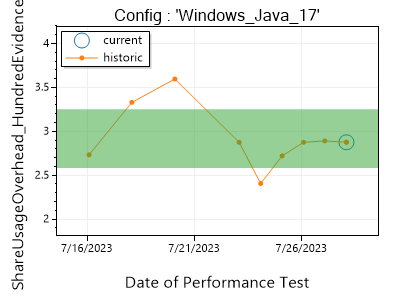 Config : 'Windows_Java_17'
current
historic
ShareUsageOverhead_HundredEvidence
4
3.5
3
2.5
2
7/16/2023
7/21/2023
7/26/2023
Date of Performance Test